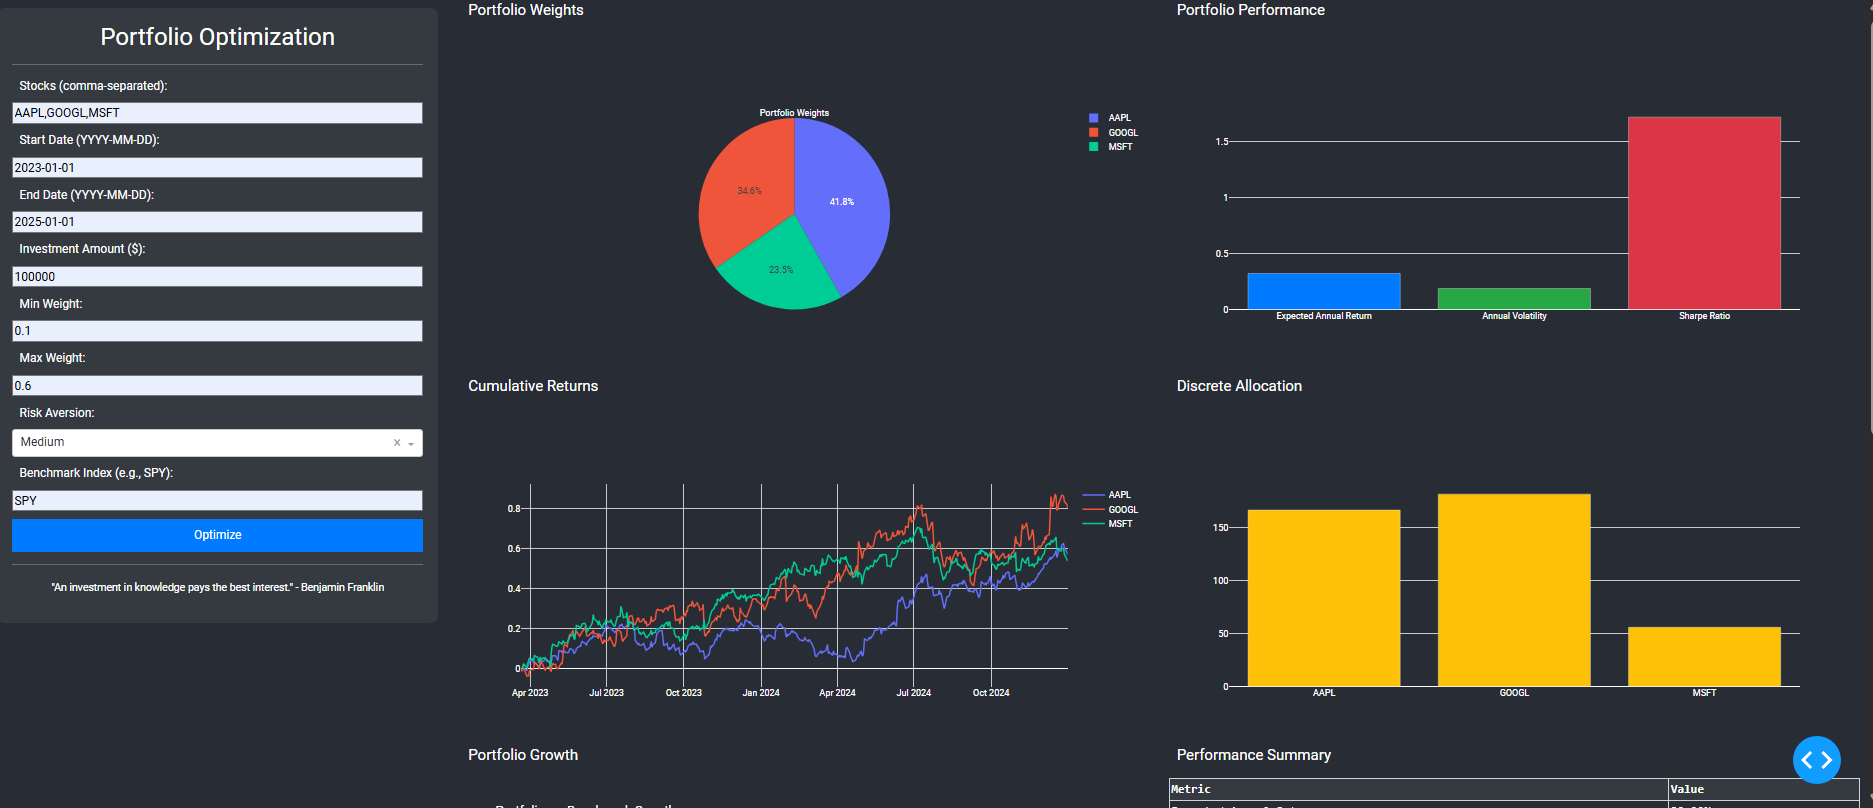 Portfolio Optimization
Stocks (comma-separated):
AAPL,GOOGL,MSFT
Start Date (YYYY-MM-DD):
2023-01-01
End Date (YYYY-MM-DD):
2025-01-01
Investment Amount ($):
100000
Min Weight:
0.1
Max Weight:
0.6
Risk Aversion:
Medium
Benchmark Index (e.g., SPY):
SPY
Optimize
"An investment in knowledge pays the best interest." - Benjamin Franklin
Portfolio Weights
Portfolio Weights
34.6%
41.8%
23.5%
AAPL
GOOGL
MSFT
Portfolio Performance
1.5
1
0.5
0
Expected Annual Return Annual Volatility Sharpe Ratio
Cumulative Returns
0.8
0.6
0.4
0.2
0
Apr 2023 Jul 2023 Oct 2023 Jan 2024 Apr 2024 Jul 2024 Oct 2024
AAPL
GOOGL
MSFT
Discrete Allocation
150
100
50
0
AAPL GOOGL MSFT
Portfolio Growth
Performance Summary
Metric Value